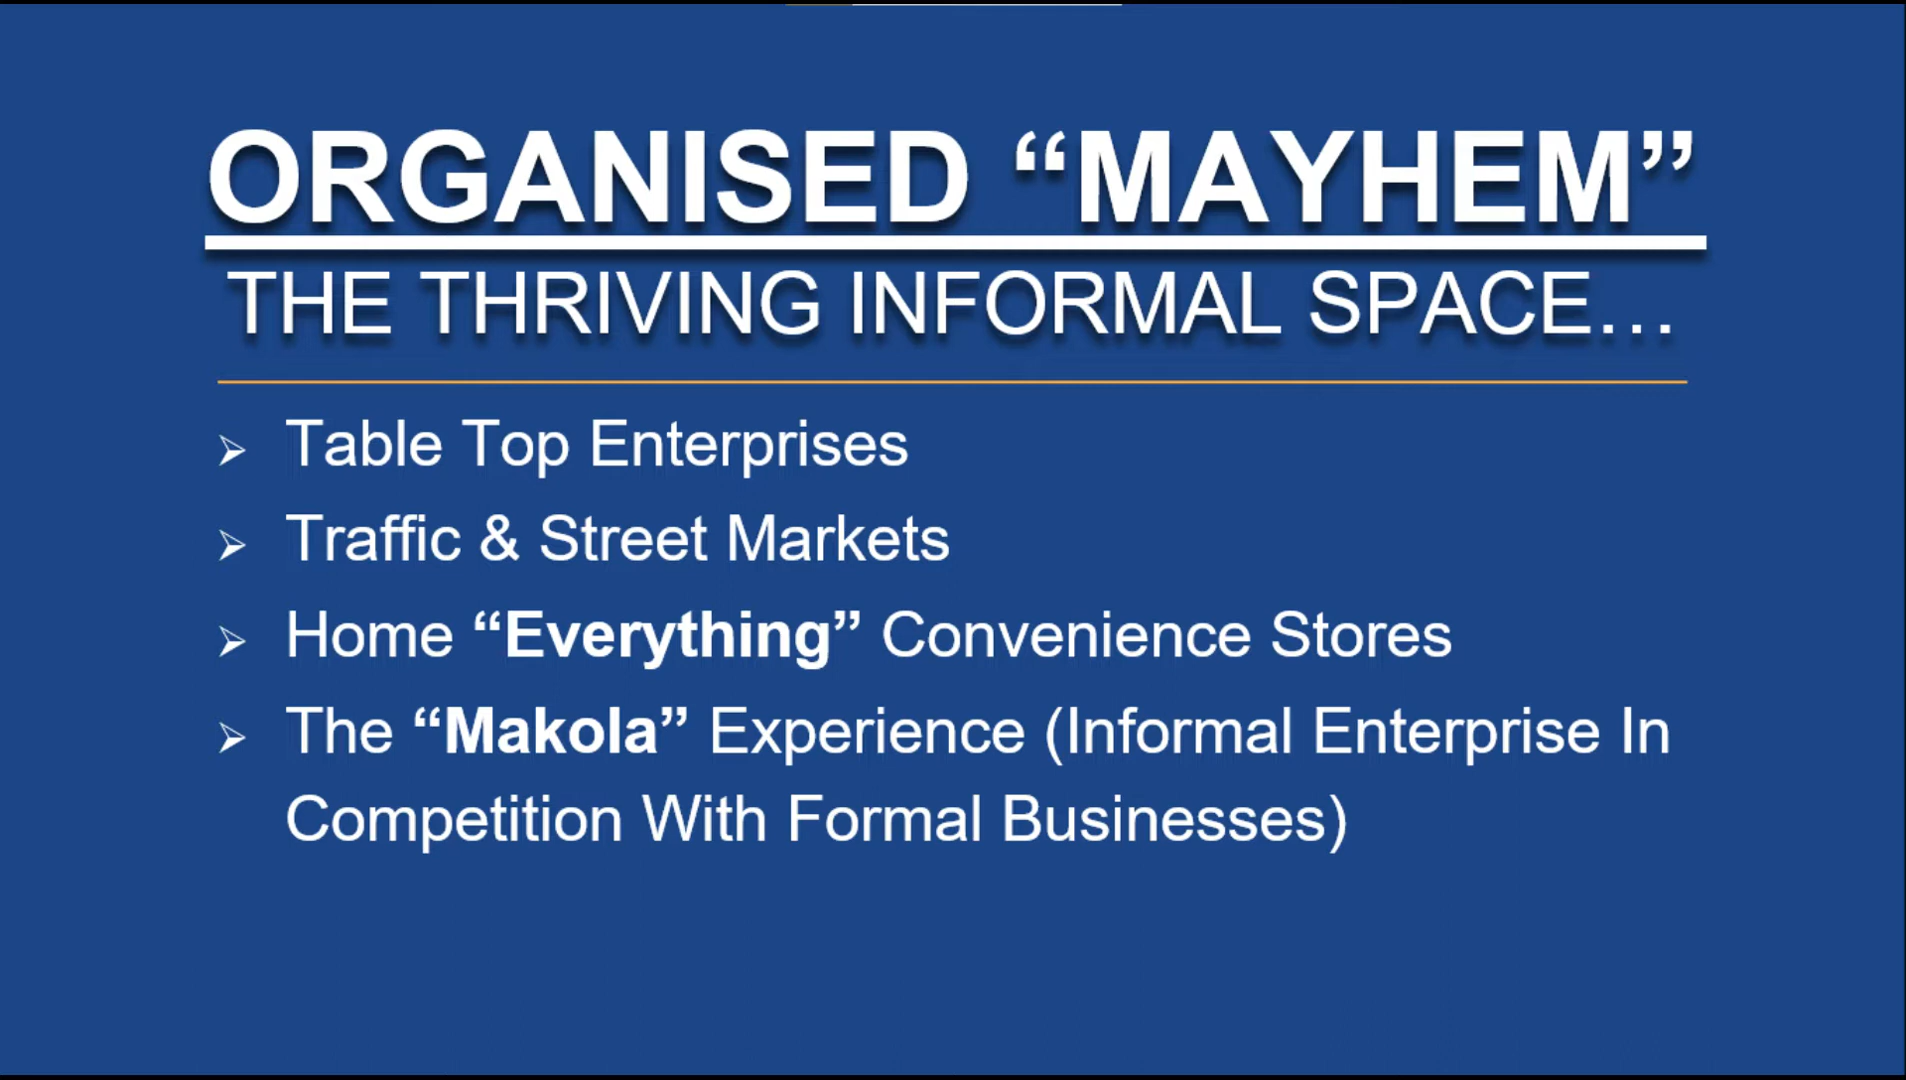 ORGANISED “MAYHEM”
THE THRIVING INFORMAL SPACE…
➢ Table Top Enterprises
➢ Traffic & Street Markets
➢ Home “Everything” Convenience Stores
➢ The “Makola” Experience (Informal Enterprise In
Competition With Formal Businesses)